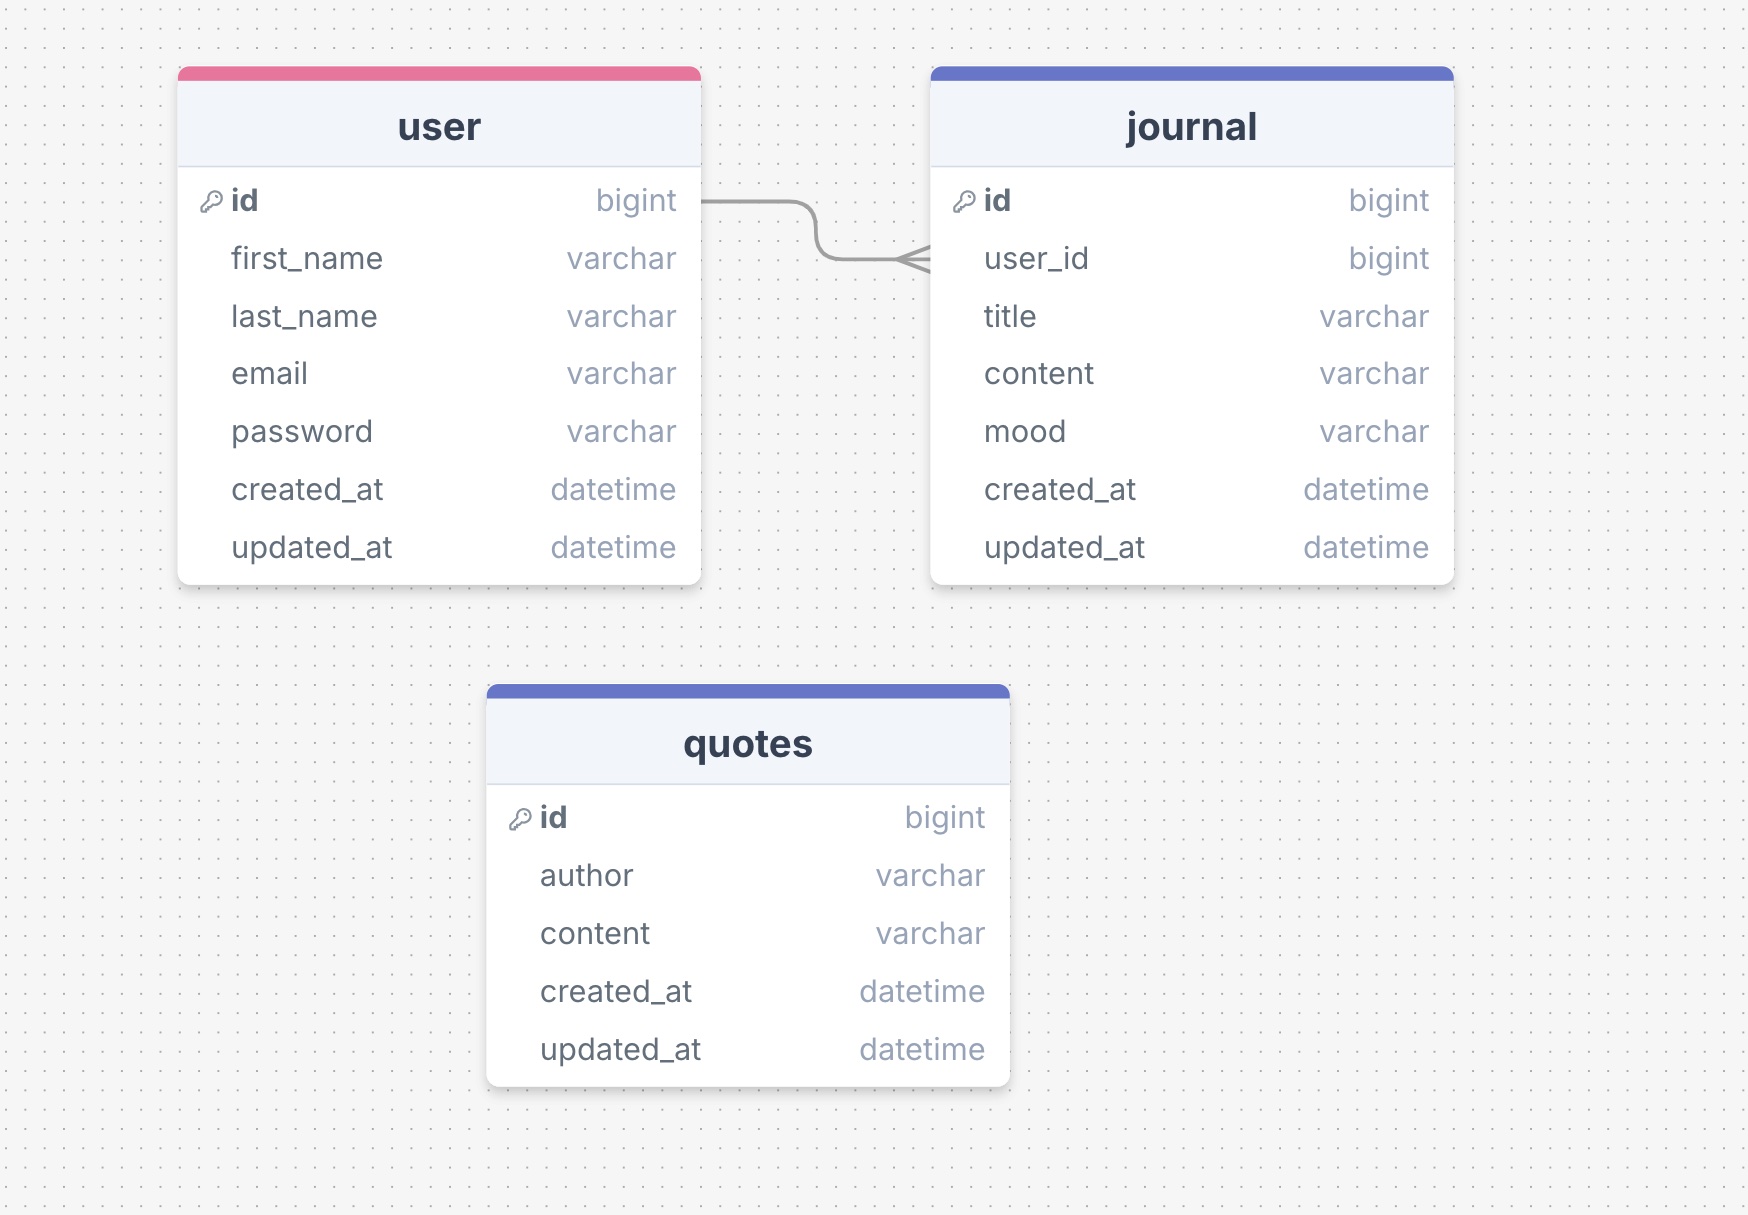 user
id bigint
first_name varchar
last_name varchar
email varchar
password varchar
created_at datetime
updated_at datetime
journal
id bigint
user_id bigint
title varchar
content varchar
mood varchar
created_at datetime
updated_at datetime
quotes
id bigint
author varchar
content varchar
created_at datetime
updated_at datetime